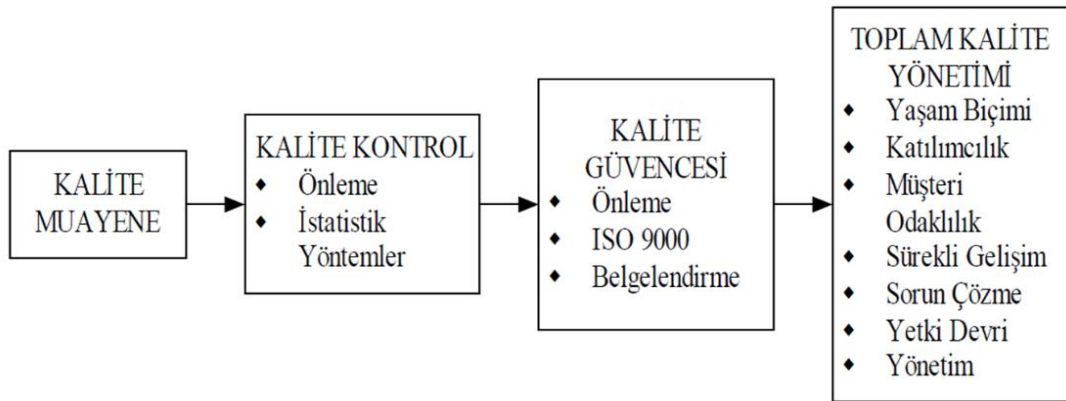 KALİTE
MUAYENE
KALİTE KONTROL
♦ Önleme
♦ İstatistik
Yöntemler
KALİTE
GÜVENCESİ
♦ Önleme
♦ ISO 9000
♦ Belgelendirme
TOPLAM KALİTE
YÖNETİMİ
♦ Yaşam Biçimi
♦ Katılımcılık
♦ Müşteri
Odaklılık
♦ Sürekli Gelişim
♦ Sorun Çözme
♦ Yetki Devri
♦ Yönetim